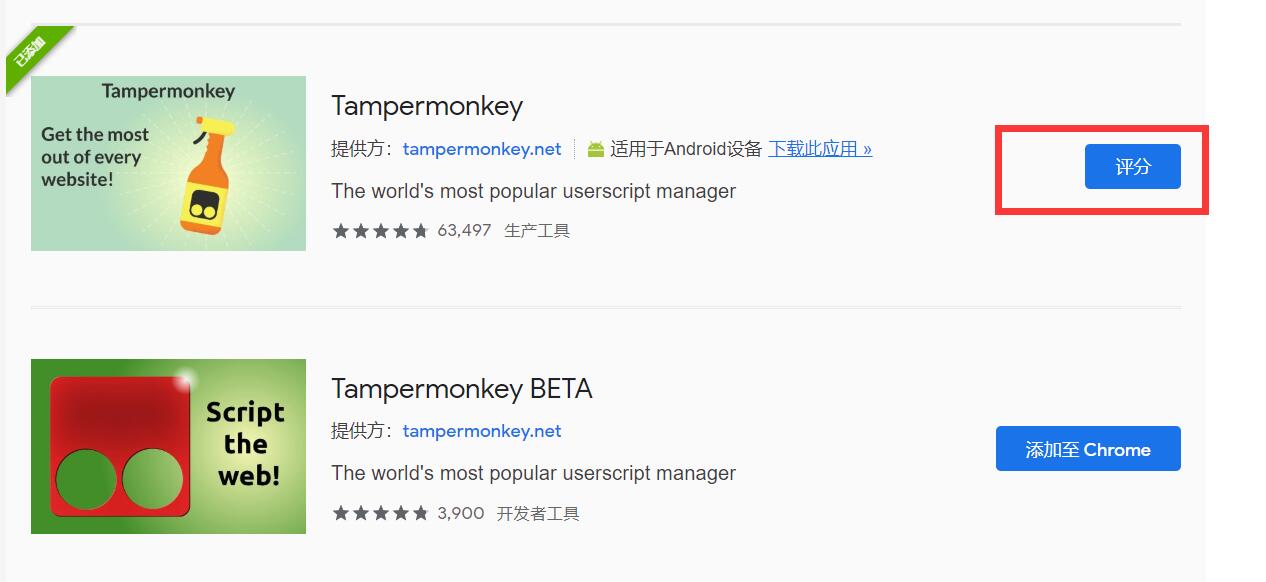 已添加
Tampermonkey
Get the most
out of every
website!
Tampermonkey
提供方： tampermonkey.net 适用于Android设备 下载此应用 »
The world's most popular userscript manager
63,497 生产工具
评分
Script
the
web!
Tampermonkey BETA
提供方： tampermonkey.net
The world's most popular userscript manager
3,900 开发者工具
添加至 Chrome